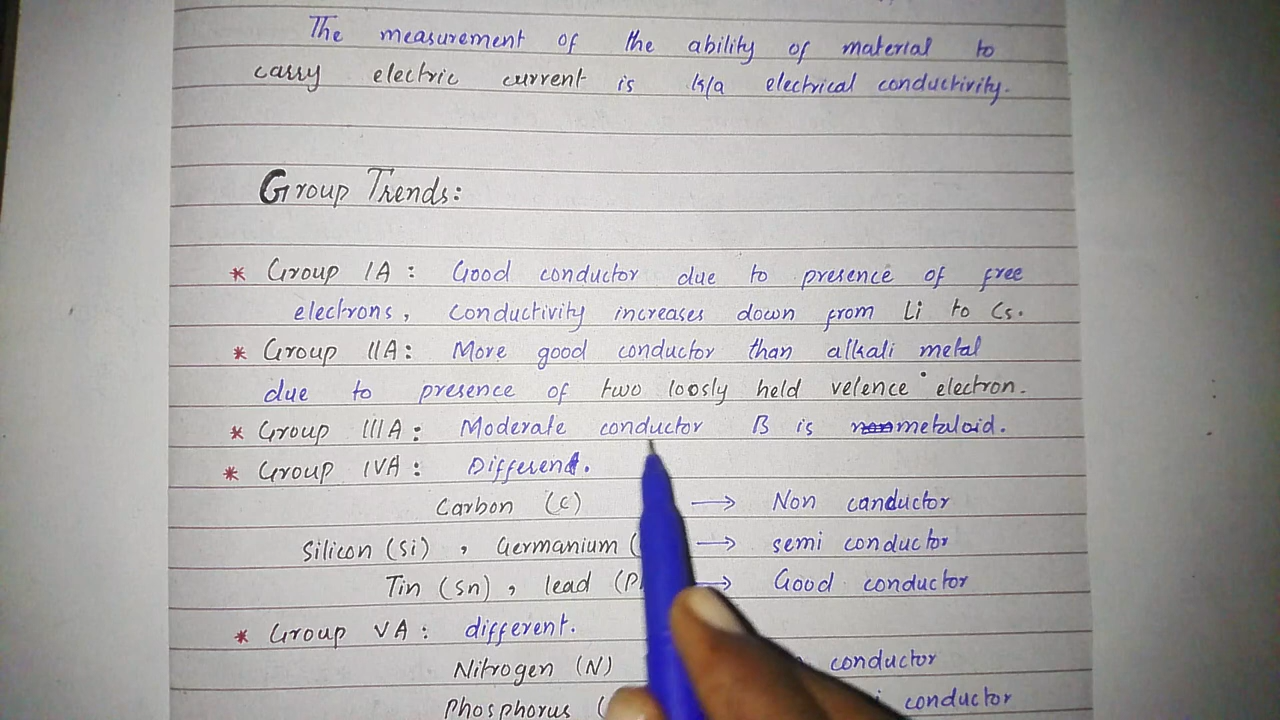 The measurement of the ability of material to
carry electric current is k/a electrical conductivity.
Group Trends:
* Group IA: Good conductor due to presence of free
electrons, conductivity increases down from Li to Cs.
* Group IIA: More good conductor than alkali metal
due to presence of two loosly held velence electron.
* Group IIIA: Moderate conductor B is metaloid.
* Group IVA: Different.
Carbon (C) → Non canductor
Silicon (Si), Germanium ( → semi conductor
Tin (Sn), lead (P → Good conductor
* Group VA: different.
Nitrogen (N) conductor
Phosphorus ( conductor